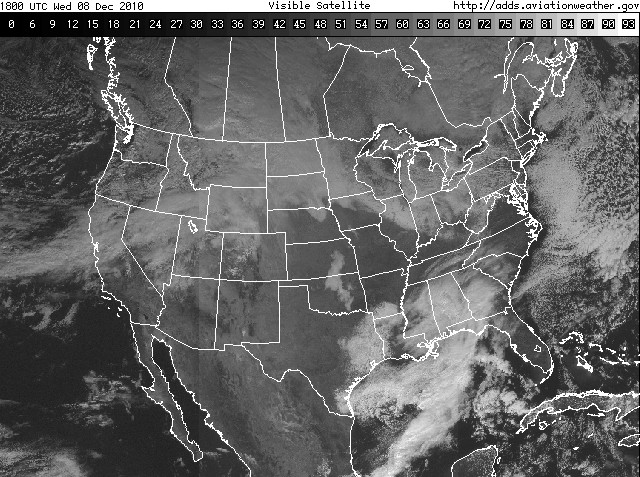 1800 UTC Wed 08 Dec 2010 Visible Satellite http://adds.aviationweather.gov
0 6 9 12 15 18 21 24 27 30 33 36 39 42 45 48 51 54 57 60 63 66 69 72 75 78 81 84 87 90 93